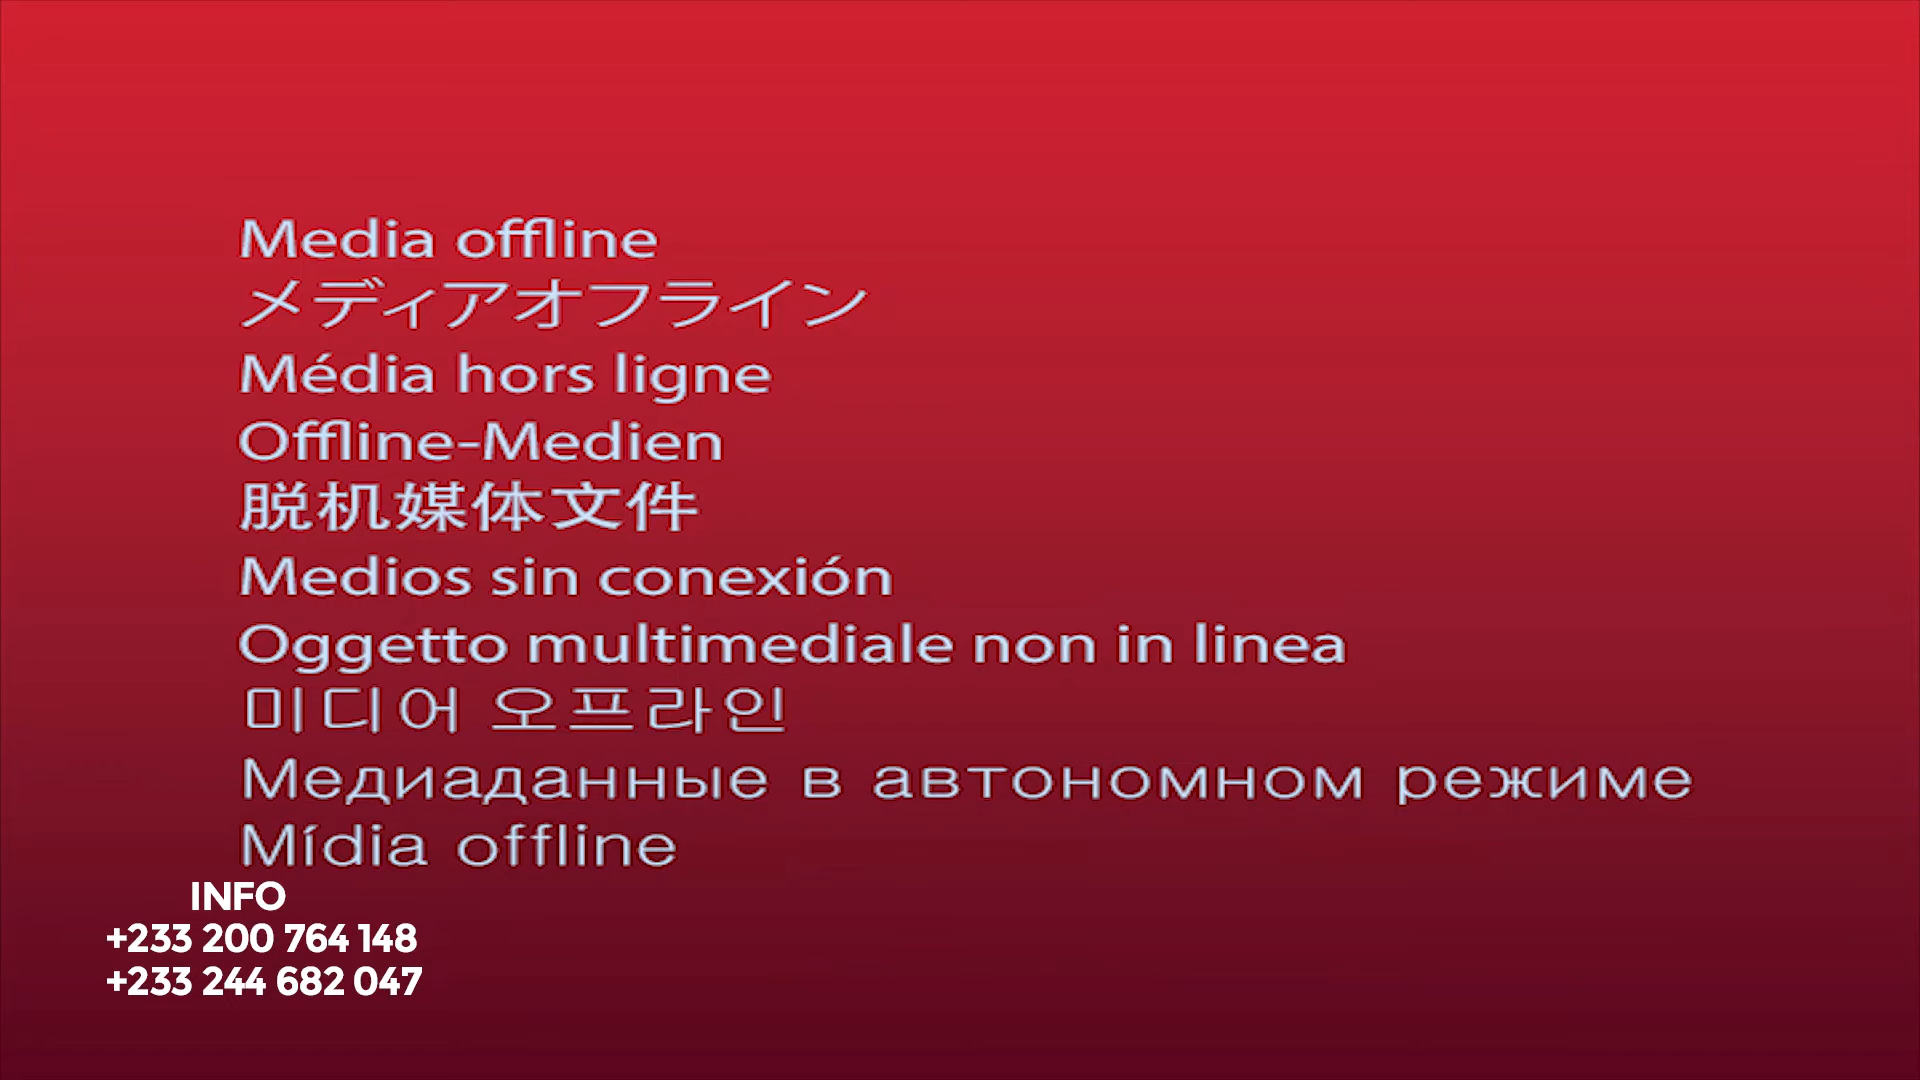 Media offline
メディアオフライン
Média hors ligne
Offline-Medien
脱机媒体文件
Medios sin conexión
Oggetto multimediale non in linea
미디어 오프라인
Медиаданные в автономном режиме
Mídia offline
INFO
+233 200 764 148
+233 244 682 047